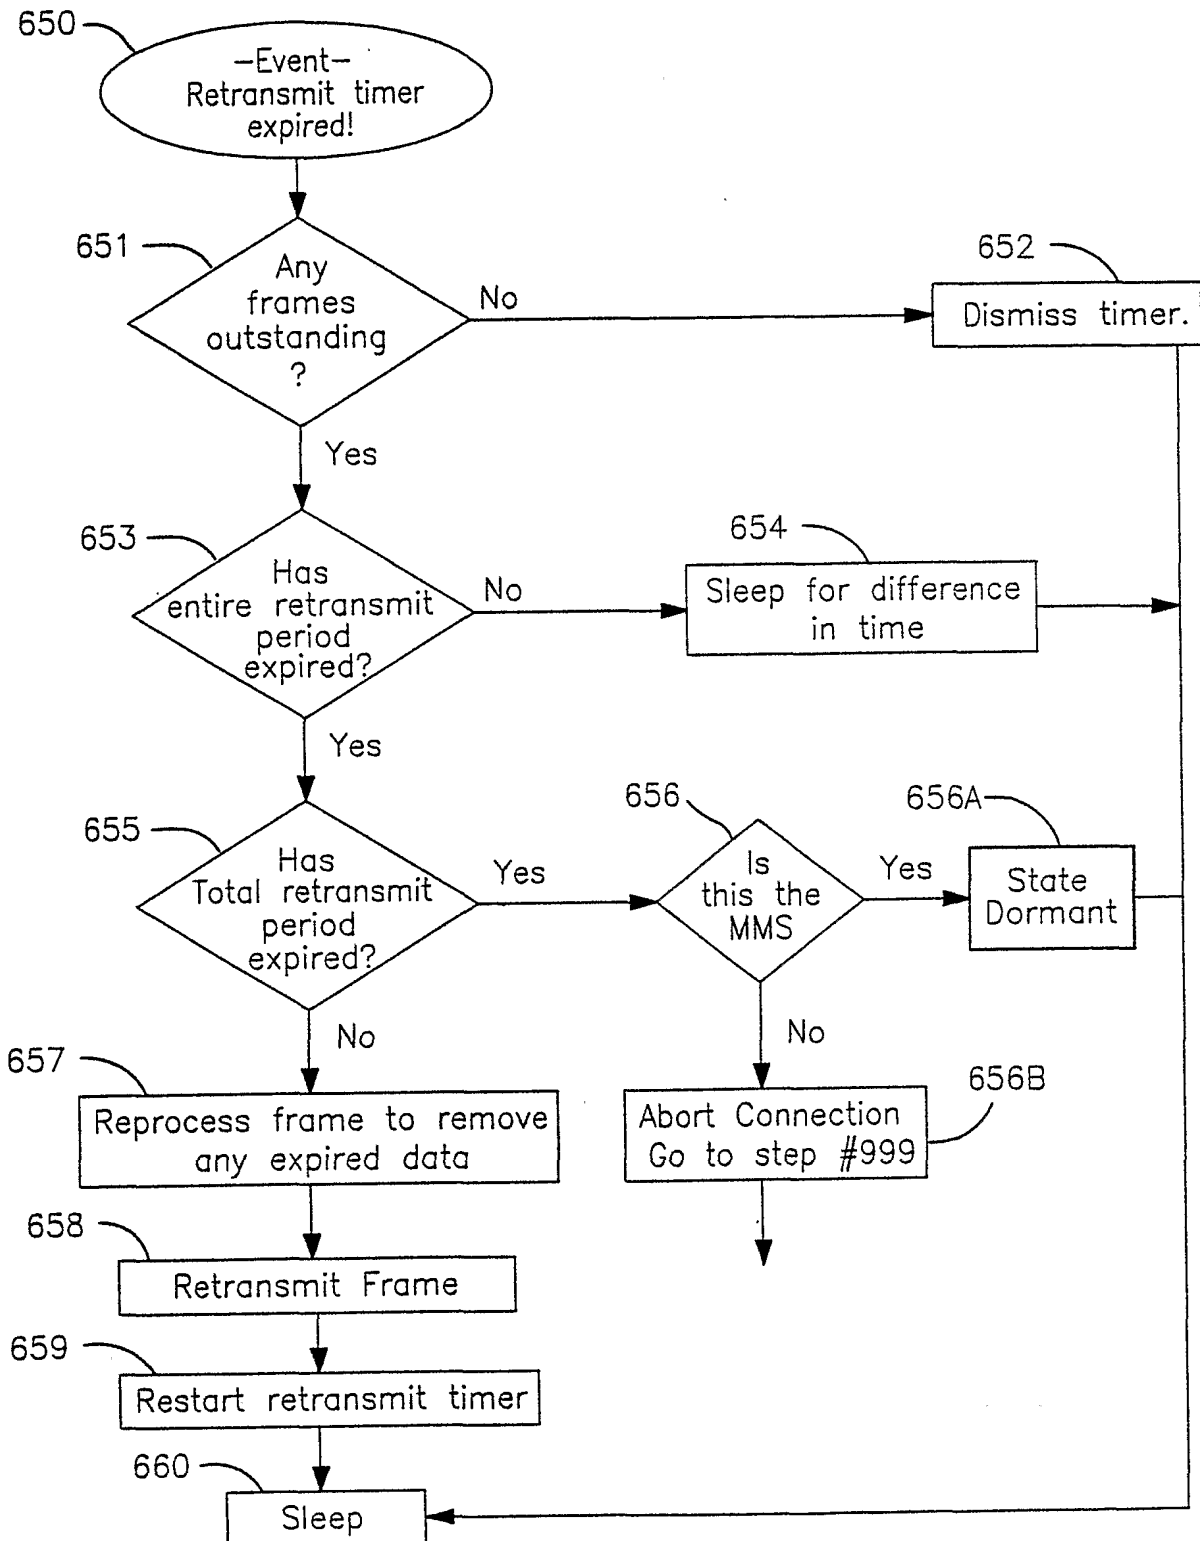 650
–Event–
Retransmit timer
expired!
651
Any
frames
outstanding
?
No
652
Dismiss timer.
Yes
653
Has
entire retransmit
period
expired?
No
654
Sleep for difference
in time
Yes
655
Has
Total retransmit
period
expired?
Yes
656
Is
this the
MMS
Yes
656A
State
Dormant
No
No
657
Reprocess frame to remove
any expired data
656B
Abort Connection
Go to step #999
658
Retransmit Frame
659
Restart retransmit timer
660
Sleep